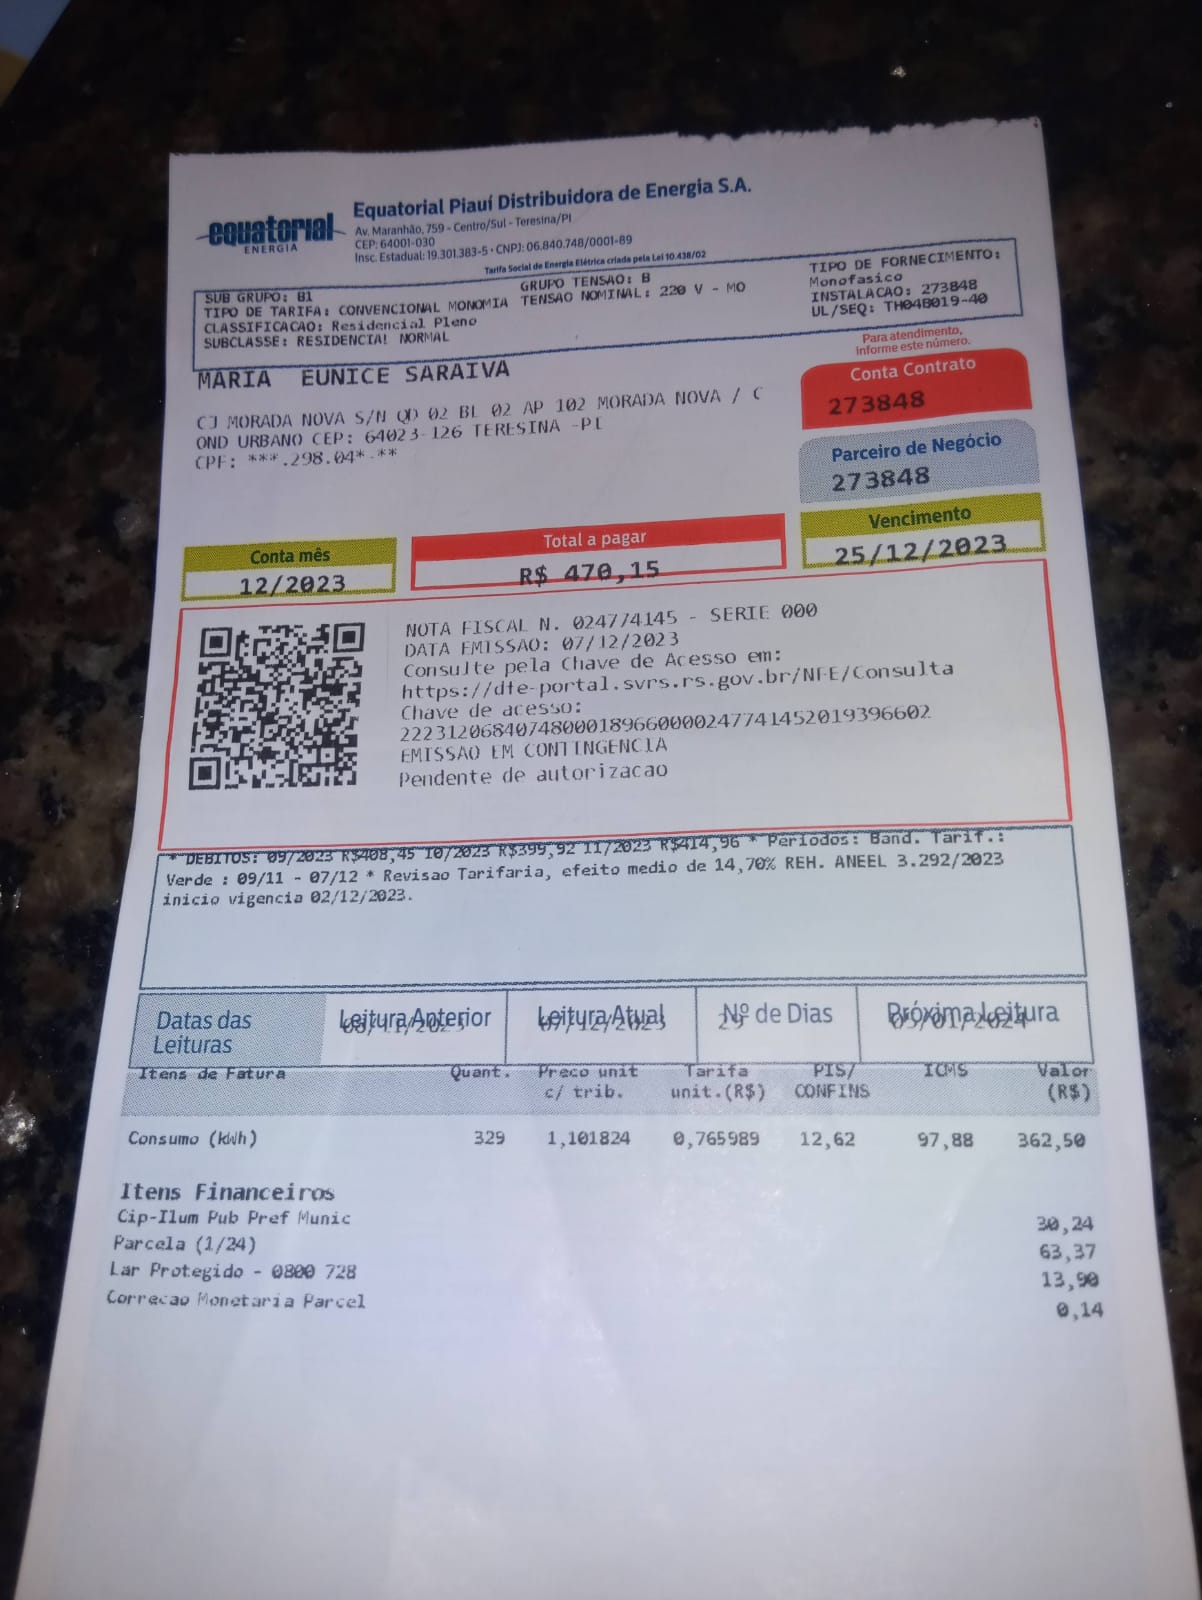 equatorial
ENERGIA
Equatorial Piauí Distribuidora de Energia S.A.
Av. Maranhão, 759 - Centro/Sul - Teresina/PI
CEP: 64001-030
Insc. Estadual: 19.301.383-5 • CNPJ: 06.840.748/0001-89
Tarifa Social de Energia Elétrica criada pela Lei 10.438/02
SUB GRUPO: B1 GRUPO TENSAO: B
TIPO DE TARIFA: CONVENCIONAL MONOMIA TENSAO NOMINAL: 220 V - MO
CLASSIFICACAO: Residencial Pleno
SUBCLASSE: RESIDENCIAL NORMAL
TIPO DE FORNECIMENTO:
Monofasico
INSTALACAO: 273848
UL/SEQ: TH04B019-40
MARIA EUNICE SARAIVA
CJ MORADA NOVA S/N QD 02 BL 02 AP 102 MORADA NOVA / C
OND URBANO CEP: 64023-126 TERESINA -PI
CPF: ***.298.04*-**
Para atendimento,
informe este número.
Conta Contrato
273848
Parceiro de Negócio
273848
Conta mês
12/2023
Total a pagar
R$ 470,15
Vencimento
25/12/2023
NOTA FISCAL N. 024774145 - SERIE 000
DATA EMISSAO: 07/12/2023
Consulte pela Chave de Acesso em:
https://dfe-portal.svrs.rs.gov.br/NFE/Consulta
Chave de acesso:
22231206840748000189660000247741452019396602
EMISSAO EM CONTINGENCIA
Pendente de autorizacao
* DEBITOS: 09/2023 R$408,45 10/2023 R$399,92 11/2023 R$414,96 * Períodos: Band. Tarif.:
Verde : 09/11 - 07/12 * Revisao Tarifaria, efeito medio de 14,70% REH. ANEEL 3.292/2023
inicio vigencia 02/12/2023.
Datas das Leituras
Leitura Anterior
08/11/2023
Leitura Atual
07/12/2023
Nº de Dias
29
Próxima Leitura
05/01/2024
Itens de Fatura Quant. Preco unit Tarifa PIS/ ICMS Valor
c/ trib. unit.(R$) CONFINS (R$)
Consumo (kWh) 329 1,101824 0,765989 12,62 97,88 362,50
Itens Financeiros
Cip-Ilum Pub Pref Munic 30,24
Parcela (1/24) 63,37
Lar Protegido - 0800 728 13,90
Correcao Monetaria Parcel 0,14